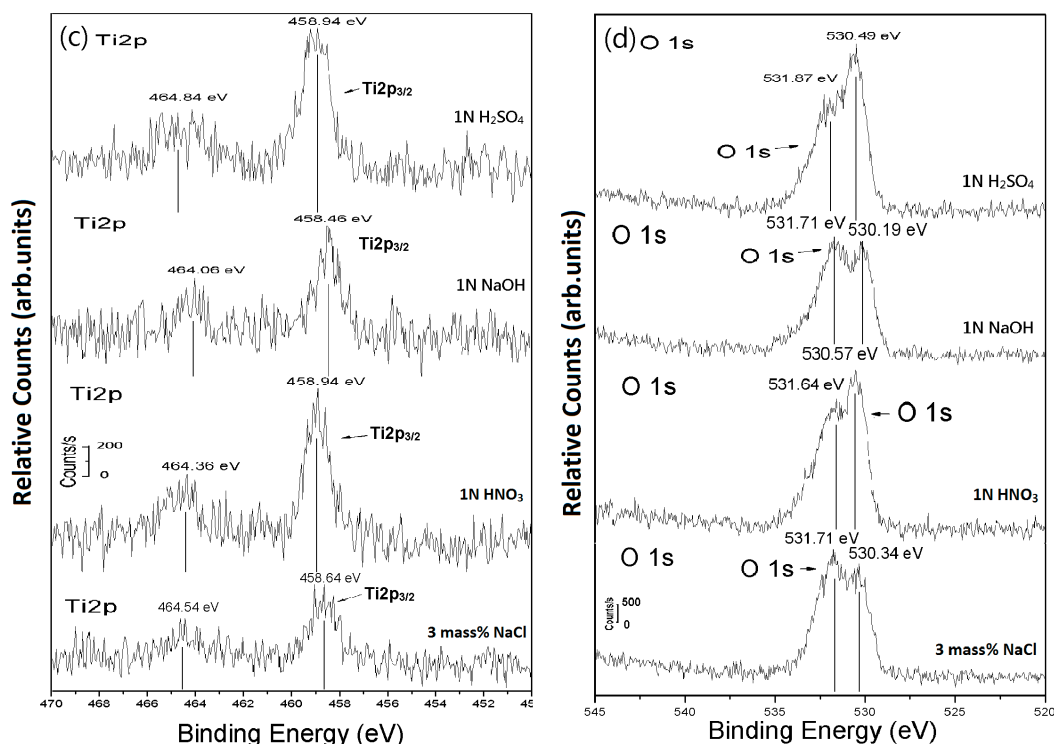 (c) Ti2p
458.94 eV
Ti2p3/2
464.84 eV
1N H2SO4
Ti2p
458.46 eV
Ti2p3/2
464.06 eV
1N NaOH
Ti2p
458.94 eV
Ti2p3/2
200
0
Counts/s
464.36 eV
1N HNO3
Ti2p
458.64 eV
Ti2p3/2
464.54 eV
3 mass% NaCl
470 468 466 464 462 460 458 456 454 452 45
Binding Energy (eV)
Relative Counts (arb.units)
(d) O 1s
530.49 eV
531.87 eV
O 1s
1N H2SO4
O 1s
531.71 eV
530.19 eV
O 1s
1N NaOH
O 1s
530.57 eV
531.64 eV
O 1s
1N HNO3
O 1s
531.71 eV
530.34 eV
O 1s
500
0
Counts/s
3 mass% NaCl
545 540 535 530 525 520
Binding Energy (eV)
Relative Counts (arb.units)